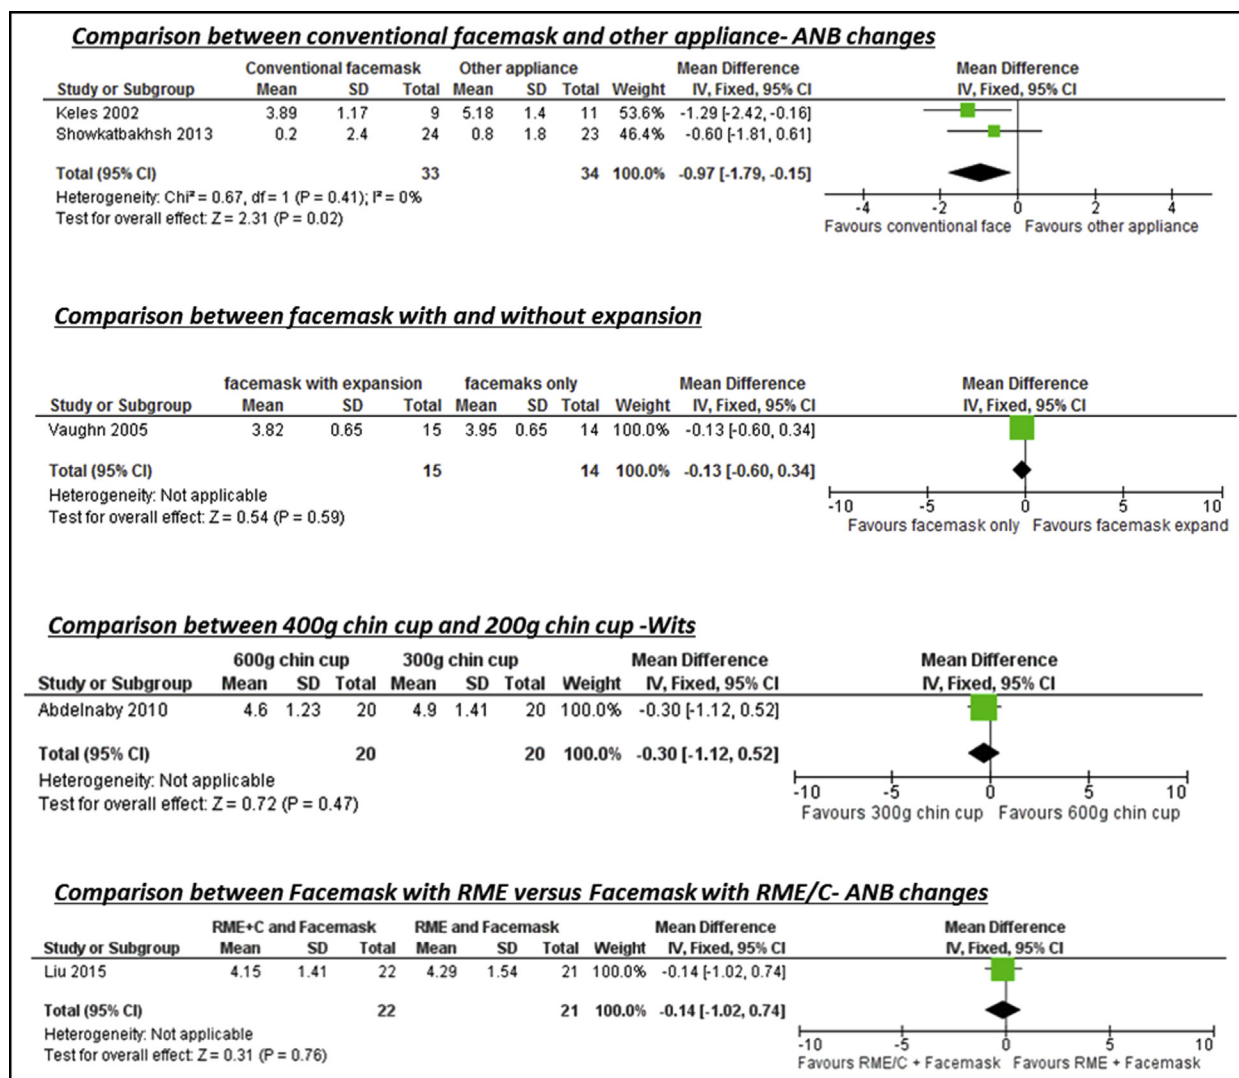 Comparison between conventional facemask and other appliance- ANB changes
Conventional facemask Other appliance Mean Difference Mean Difference
Study or Subgroup Mean SD Total Mean SD Total Weight IV, Fixed, 95% CI IV, Fixed, 95% CI
Keles 2002 3.89 1.17 9 5.18 1.4 11 53.6% -1.29 [-2.42, -0.16]
Showkatbakhsh 2013 0.2 2.4 24 0.8 1.8 23 46.4% -0.60 [-1.81, 0.61]
Total (95% CI) 33 34 100.0% -0.97 [-1.79, -0.15]
Heterogeneity: Chi² = 0.67, df = 1 (P = 0.41); I² = 0%
Test for overall effect: Z = 2.31 (P = 0.02)
-4 -2 0 2 4
Favours conventional face Favours other appliance
Comparison between facemask with and without expansion
facemask with expansion facemaks only Mean Difference Mean Difference
Study or Subgroup Mean SD Total Mean SD Total Weight IV, Fixed, 95% CI IV, Fixed, 95% CI
Vaughn 2005 3.82 0.65 15 3.95 0.65 14 100.0% -0.13 [-0.60, 0.34]
Total (95% CI) 15 14 100.0% -0.13 [-0.60, 0.34]
Heterogeneity: Not applicable
Test for overall effect: Z = 0.54 (P = 0.59)
-10 -5 0 5 10
Favours facemask only Favours facemask expand
Comparison between 400g chin cup and 200g chin cup -Wits
600g chin cup 300g chin cup Mean Difference Mean Difference
Study or Subgroup Mean SD Total Mean SD Total Weight IV, Fixed, 95% CI IV, Fixed, 95% CI
Abdelnaby 2010 4.6 1.23 20 4.9 1.41 20 100.0% -0.30 [-1.12, 0.52]
Total (95% CI) 20 20 100.0% -0.30 [-1.12, 0.52]
Heterogeneity: Not applicable
Test for overall effect: Z = 0.72 (P = 0.47)
-10 -5 0 5 10
Favours 300g chin cup Favours 600g chin cup
Comparison between Facemask with RME versus Facemask with RME/C- ANB changes
RME+C and Facemask RME and Facemask Mean Difference Mean Difference
Study or Subgroup Mean SD Total Mean SD Total Weight IV, Fixed, 95% CI IV, Fixed, 95% CI
Liu 2015 4.15 1.41 22 4.29 1.54 21 100.0% -0.14 [-1.02, 0.74]
Total (95% CI) 22 21 100.0% -0.14 [-1.02, 0.74]
Heterogeneity: Not applicable
Test for overall effect: Z = 0.31 (P = 0.76)
-10 -5 0 5 10
Favours RME/C + Facemask Favours RME + Facemask